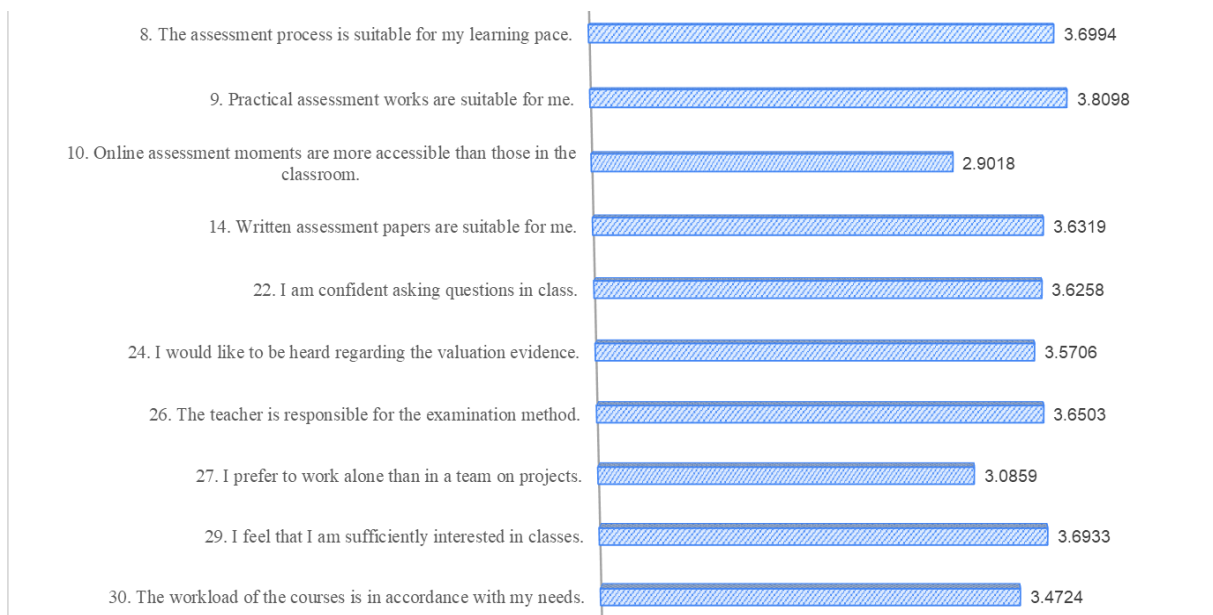 8. The assessment process is suitable for my learning pace. 3.6994
9. Practical assessment works are suitable for me. 3.8098
10. Online assessment moments are more accessible than those in the
classroom. 2.9018
14. Written assessment papers are suitable for me. 3.6319
22. I am confident asking questions in class. 3.6258
24. I would like to be heard regarding the valuation evidence. 3.5706
26. The teacher is responsible for the examination method. 3.6503
27. I prefer to work alone than in a team on projects. 3.0859
29. I feel that I am sufficiently interested in classes. 3.6933
30. The workload of the courses is in accordance with my needs. 3.4724